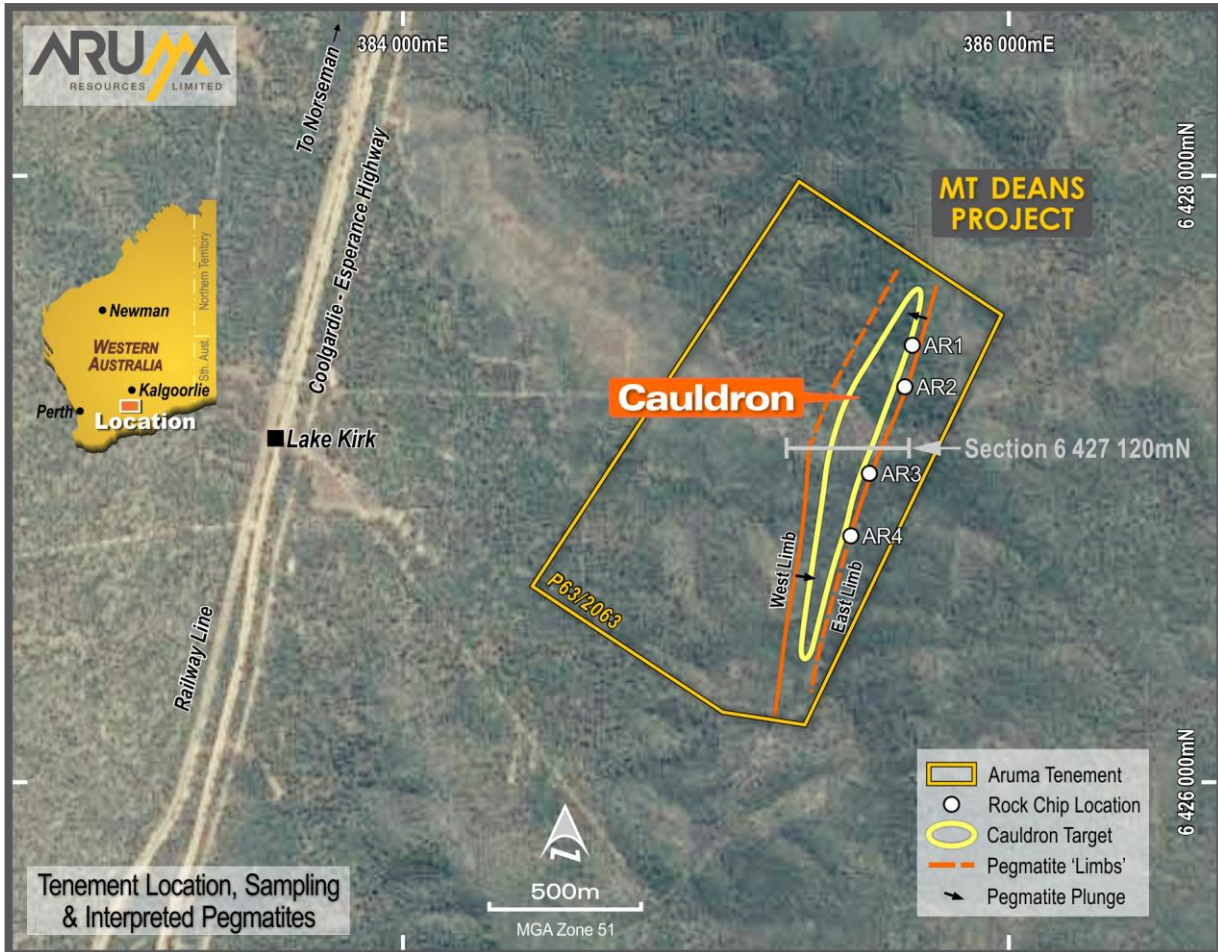 ARUMA
RESOURCES LIMITED
To Norseman
384 000mE
386 000mE
6 428 000mN
Coolgardie - Esperance Highway
MT DEANS
PROJECT
Northern Territory
Sth. Aust.
Newman
WESTERN
AUSTRALIA
Kalgoorlie
Perth
Location
AR1
AR2
Cauldron
Lake Kirk
Section 6 427 120mN
AR3
AR4
West Limb
East Limb
P63/2063
Railway Line
6 426 000mN
Aruma Tenement
Rock Chip Location
Cauldron Target
Pegmatite 'Limbs'
Pegmatite Plunge
N
500m
MGA Zone 51
Tenement Location, Sampling
& Interpreted Pegmatites